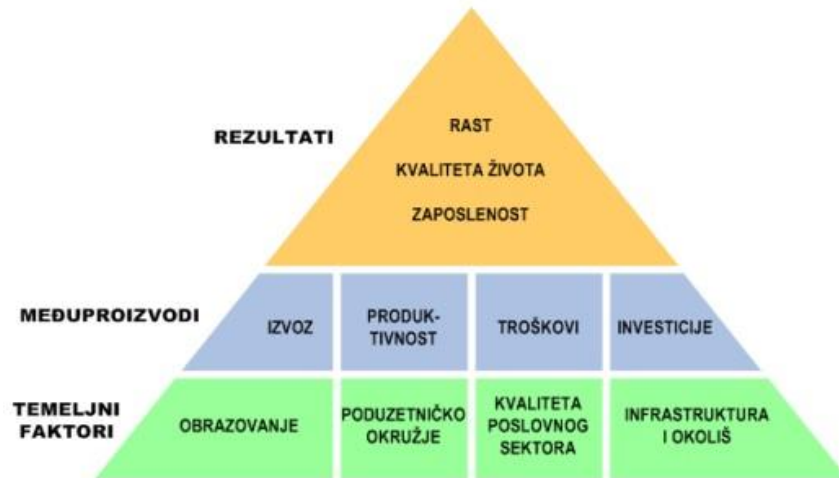 REZULTATI
RAST
KVALITETA ŽIVOTA
ZAPOSLENOST
MEĐUPROIZVODI
IZVOZ
PRODUK-
TIVNOST
TROŠKOVI
INVESTICIJE
TEMELJNI
FAKTORI
OBRAZOVANJE
PODUZETNIČKO
OKRUŽJE
KVALITETA
POSLOVNOG
SEKTORA
INFRASTRUKTURA
I OKOLIŠ